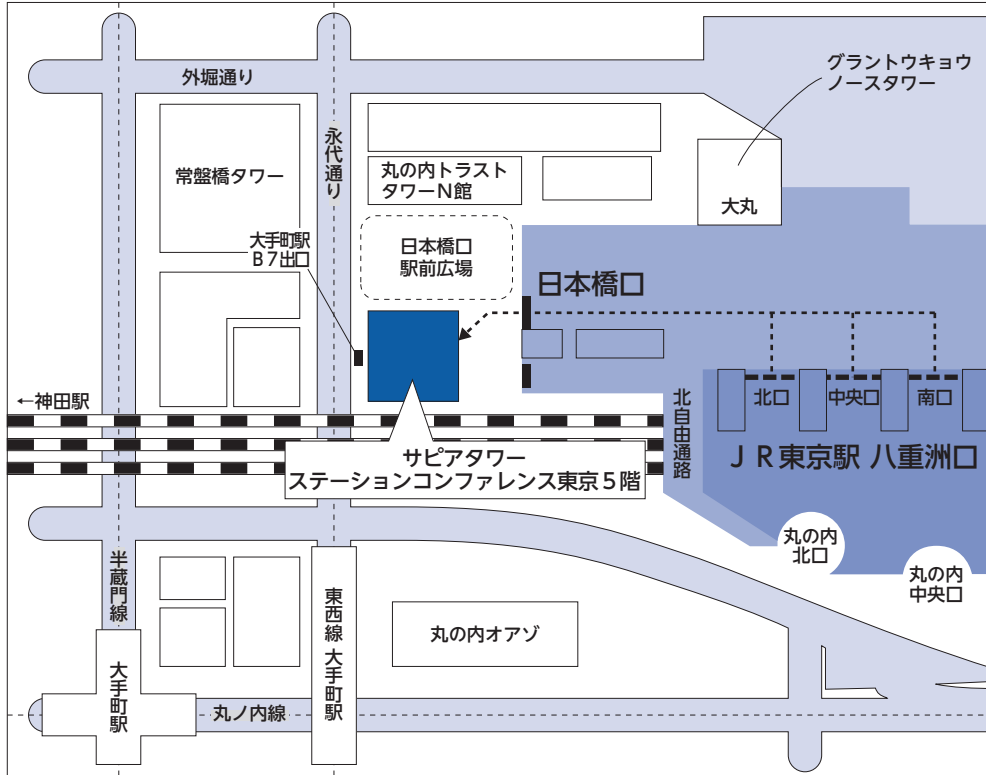 外堀通り
グラントウキョウ
ノースタワー
永代通り
常盤橋タワー
丸の内トラスト
タワーN館
大丸
大手町駅
B7出口
日本橋口
駅前広場
日本橋口
←神田駅
北口
中央口
南口
北自由通路
JR東京駅 八重洲口
サピアタワー
ステーションコンファレンス東京5階
丸の内
北口
丸の内
中央口
半蔵門線
東西線 大手町駅
丸の内オアゾ
大手町駅
丸ノ内線